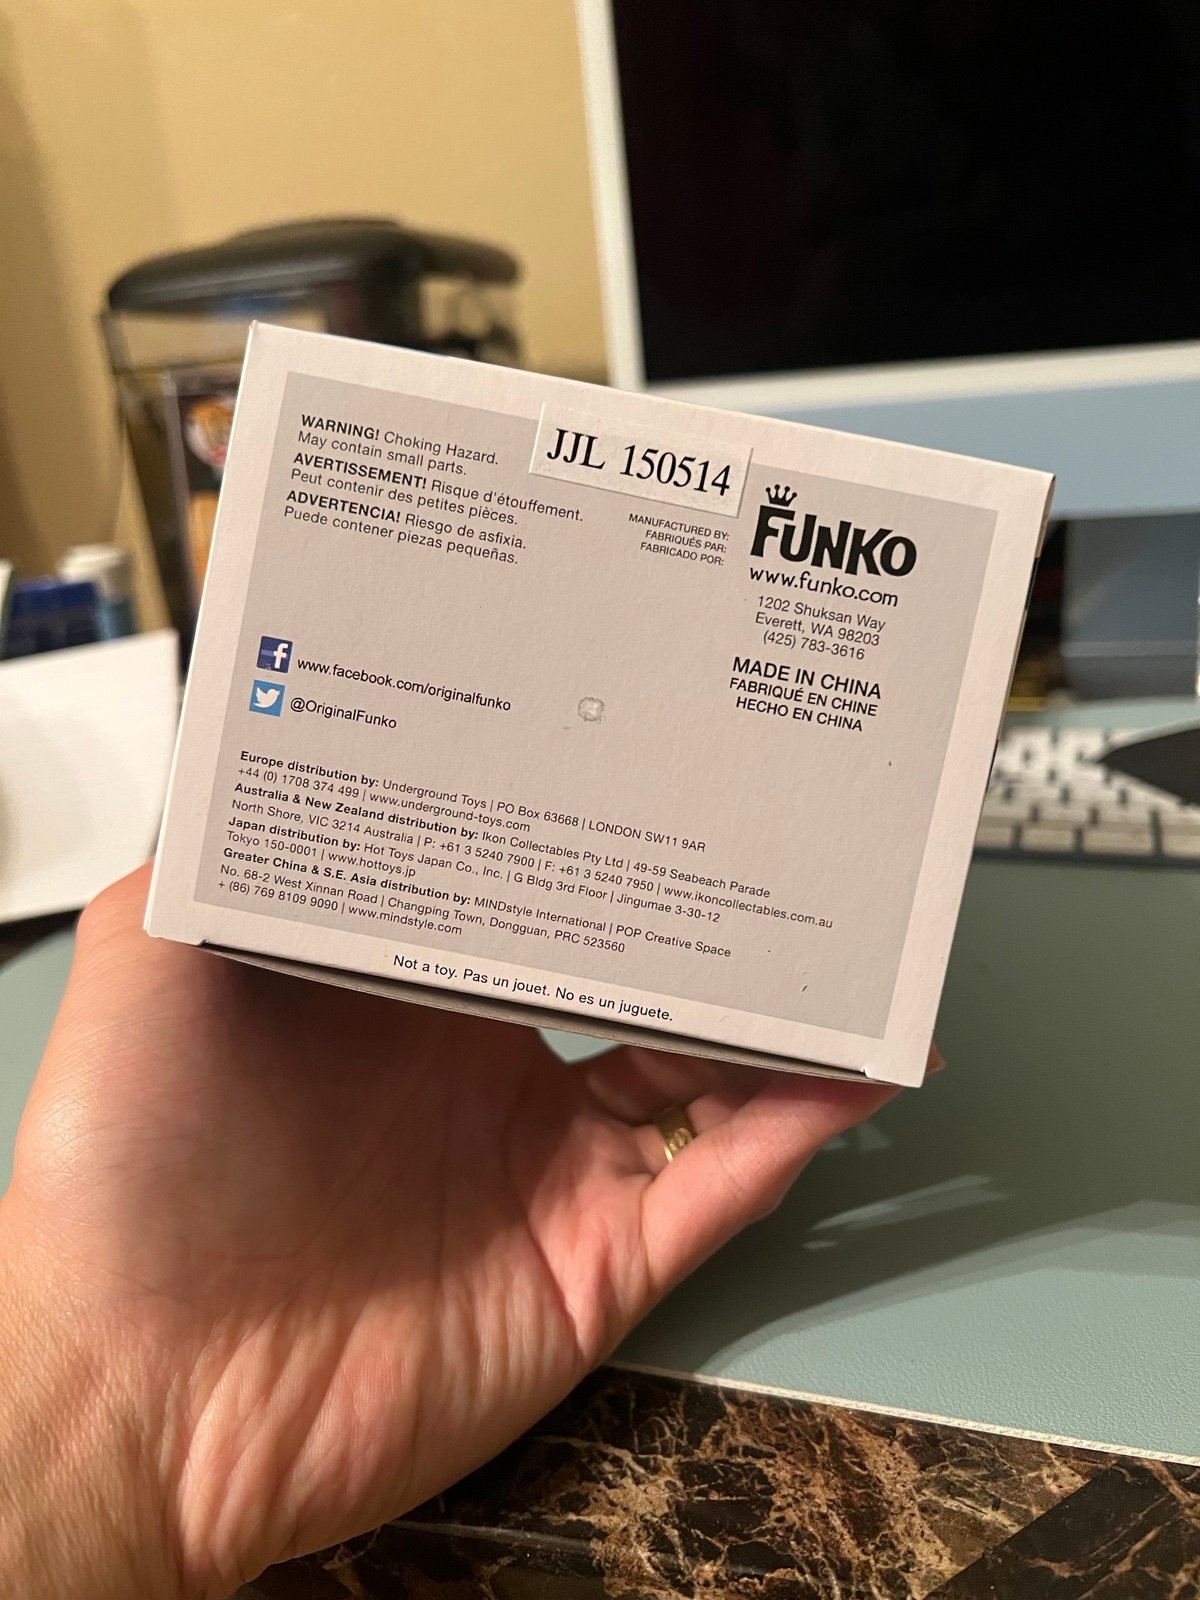 JJL 150514
WARNING! Choking Hazard.
May contain small parts.
AVERTISSEMENT! Risque d'étouffement.
Peut contenir des petites pièces.
ADVERTENCIA! Riesgo de asfixia.
Puede contener piezas pequeñas.
MANUFACTURED BY:
FABRIQUÉS PAR:
FABRICADO POR:
FUNKO
www.funko.com
1202 Shuksan Way
Everett, WA 98203
(425) 783-3616
MADE IN CHINA
FABRIQUÉ EN CHINE
HECHO EN CHINA
f www.facebook.com/originalfunko
@OriginalFunko
Europe distribution by: Underground Toys | PO Box 63668 | LONDON SW11 9AR
+44 (0) 1708 374 499 | www.underground-toys.com
Australia & New Zealand distribution by: Ikon Collectables Pty Ltd | 49-59 Seabeach Parade
North Shore, VIC 3214 Australia | P: +61 3 5240 7900 | F: +61 3 5240 7950 | www.ikoncollectables.com.au
Japan distribution by: Hot Toys Japan Co., Inc. | G Bldg 3rd Floor | Jingumae 3-30-12
Tokyo 150-0001 | www.hottoys.jp
Greater China & S.E. Asia distribution by: MINDstyle International | POP Creative Space
No. 68-2 West Xinnan Road | Changping Town, Dongguan, PRC 523560
+ (86) 769 8109 9090 | www.mindstyle.com
Not a toy. Pas un jouet. No es un juguete.